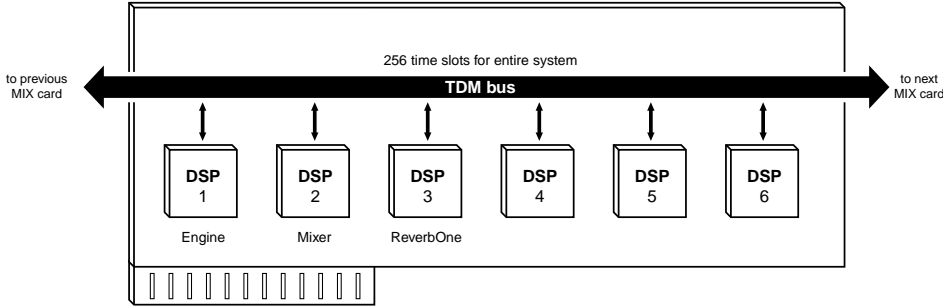 256 time slots for entire system
to previous
MIX card
TDM bus
to next
MIX card
DSP
1
DSP
2
DSP
3
DSP
4
DSP
5
DSP
6
Engine
Mixer
ReverbOne